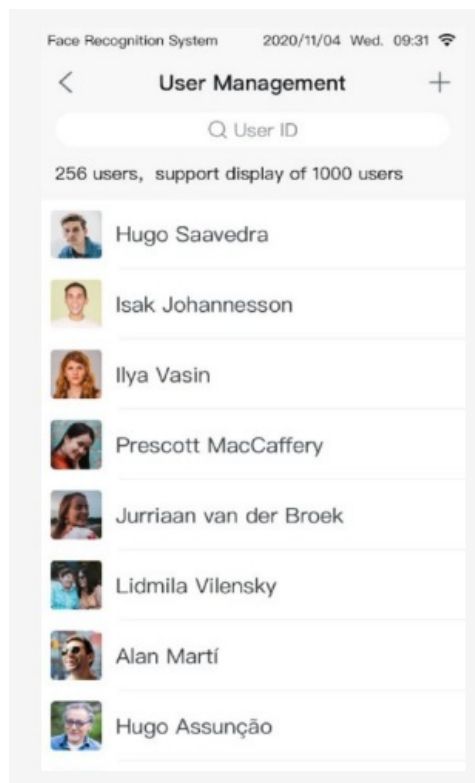 Face Recognition System 2020/11/04 Wed. 09:31
User Management
User ID
256 users, support display of 1000 users
Hugo Saavedra
Isak Johannesson
Ilya Vasin
Prescott MacCaffery
Jurriaan van der Broek
Lidmila Vilensky
Alan Martí
Hugo Assunção